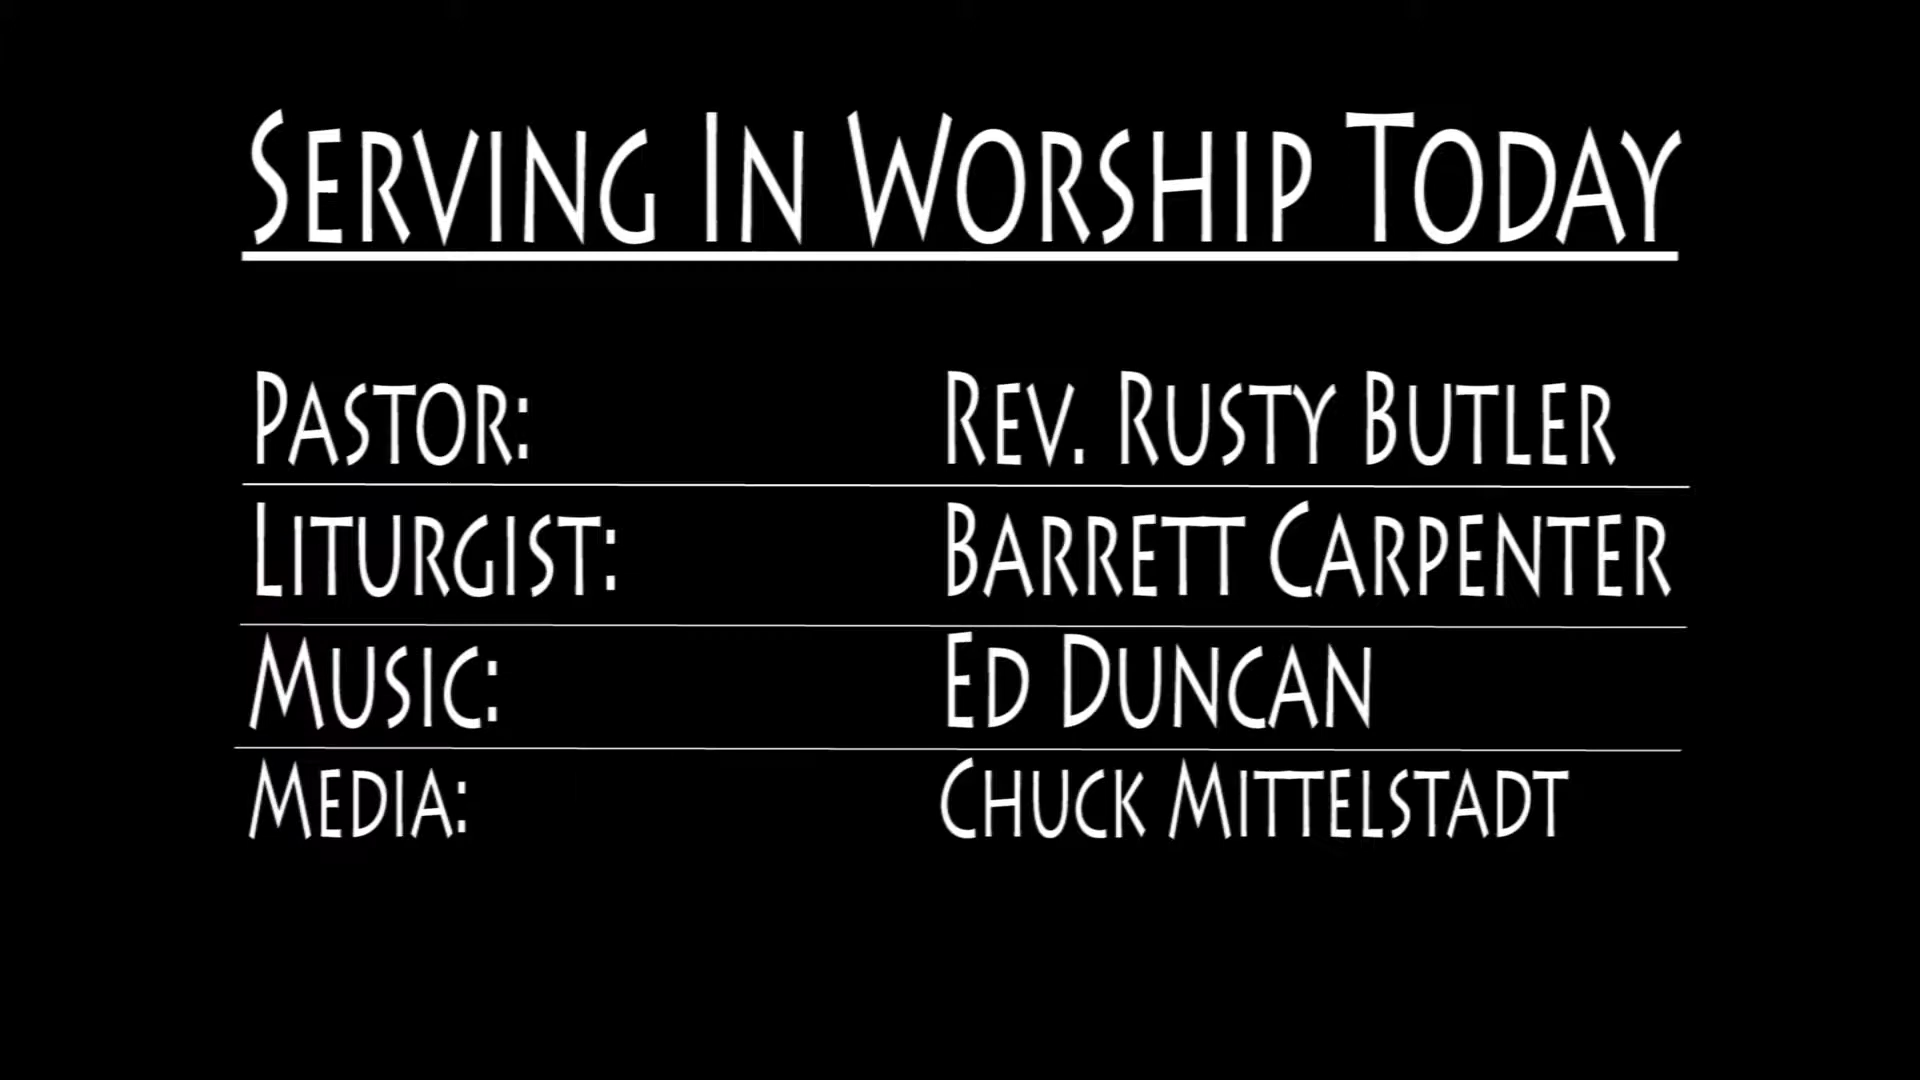 Serving In Worship Today
Pastor: Rev. Rusty Butler
Liturgist: Barrett Carpenter
Music: Ed Duncan
Media: Chuck Mittelstadt